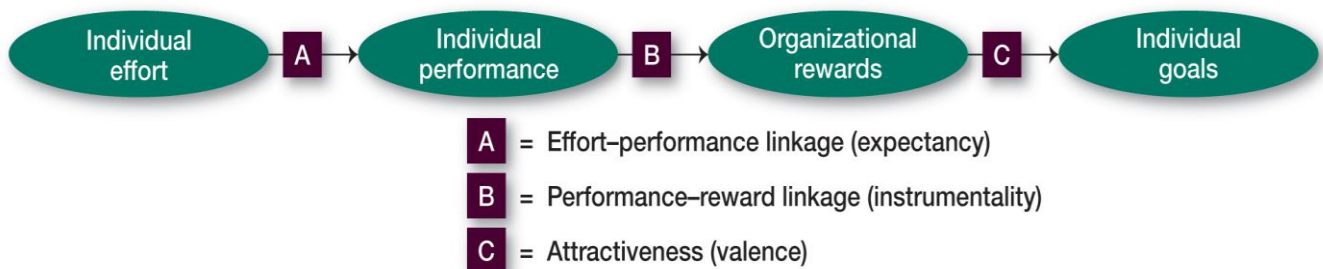 Individual
effort
A
Individual
performance
B
Organizational
rewards
C
Individual
goals
A = Effort–performance linkage (expectancy)
B = Performance–reward linkage (instrumentality)
C = Attractiveness (valence)